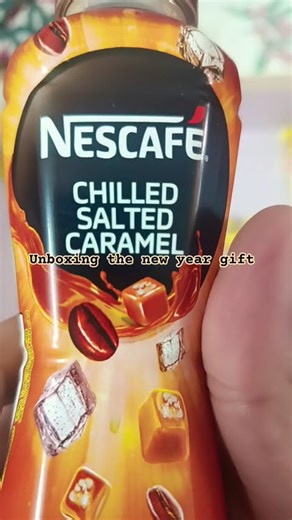 NESCAFÉ
CHILLED
SALTED
CARAMEL
Unboxing the new year gift